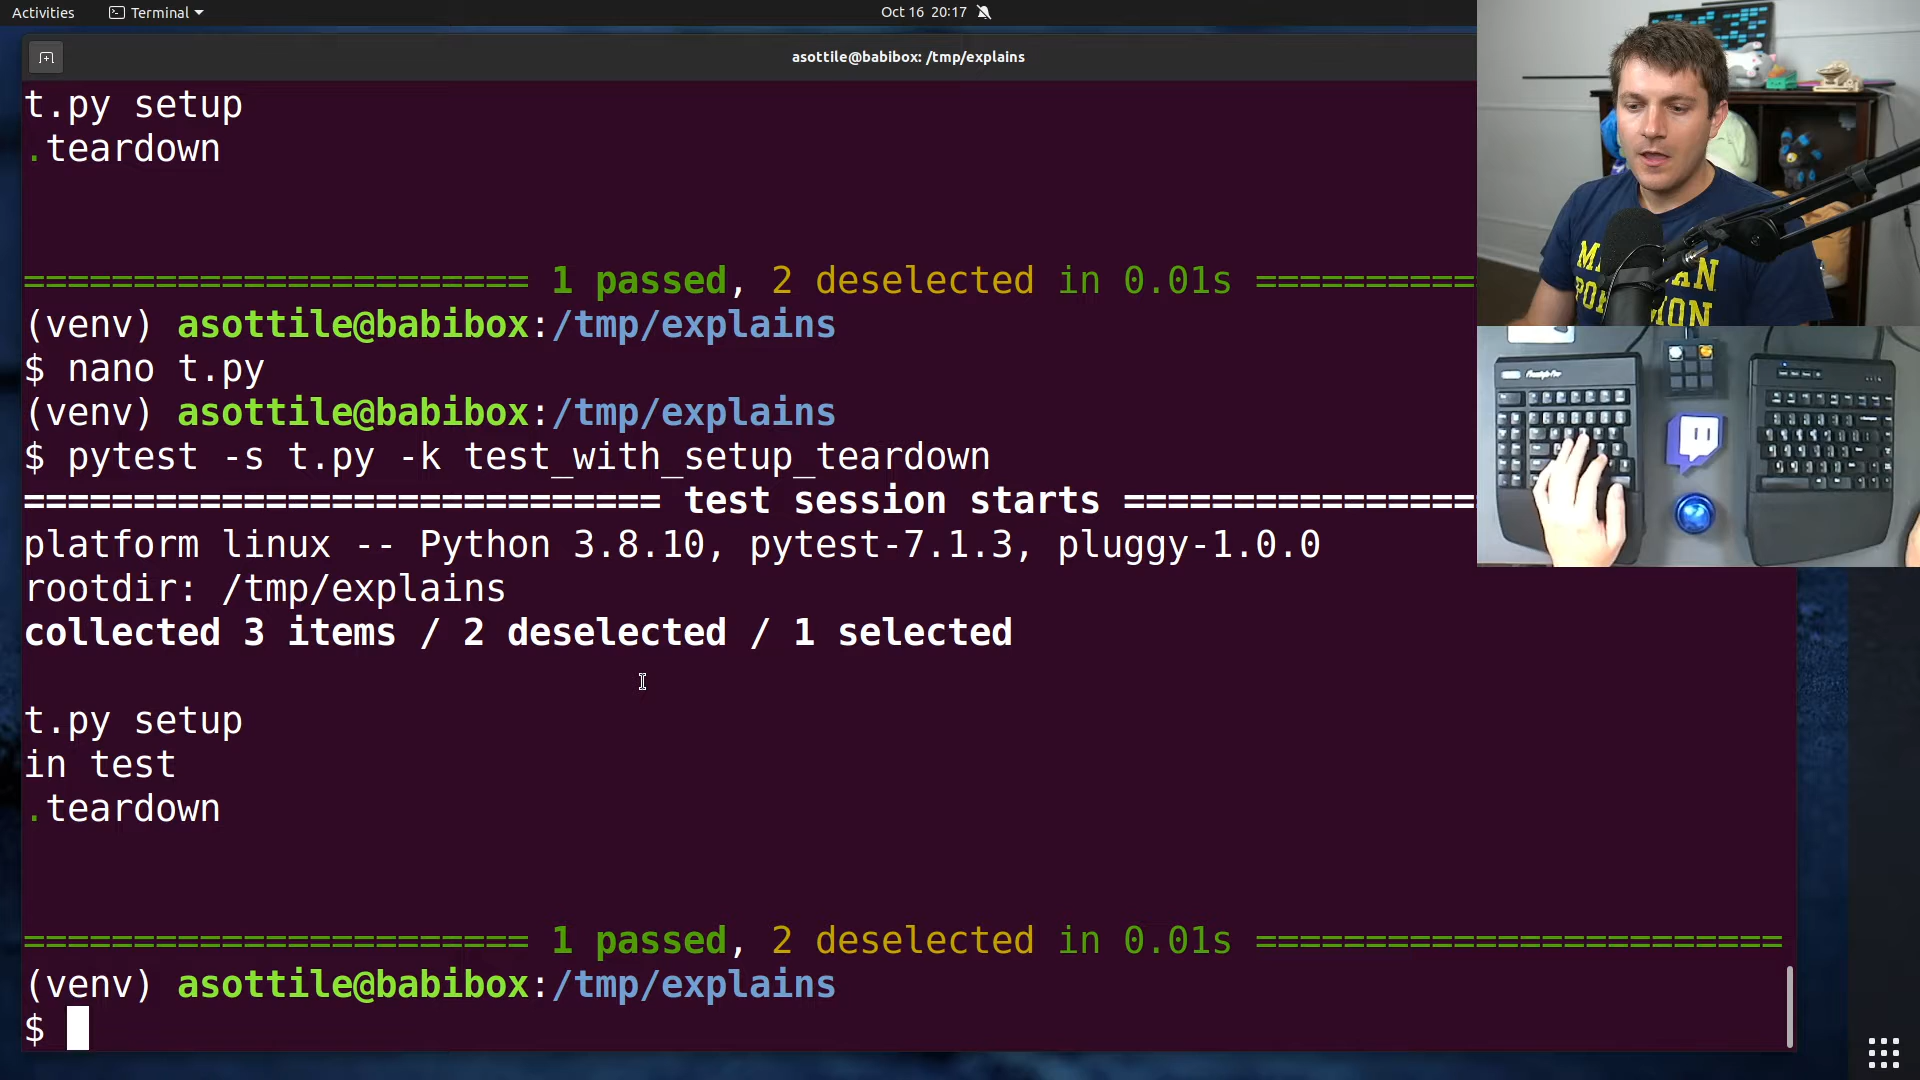 Activities
Terminal
Oct 16 20:17
asottile@babibox: /tmp/explains
t.py setup
.teardown
======================= 1 passed, 2 deselected in 0.01s ==========
(venv) asottile@babibox:/tmp/explains
$ nano t.py
(venv) asottile@babibox:/tmp/explains
$ pytest -s t.py -k test_with_setup_teardown
============================= test session starts ================
platform linux -- Python 3.8.10, pytest-7.1.3, pluggy-1.0.0
rootdir: /tmp/explains
collected 3 items / 2 deselected / 1 selected
t.py setup
in test
.teardown
======================= 1 passed, 2 deselected in 0.01s ========================
(venv) asottile@babibox:/tmp/explains
$